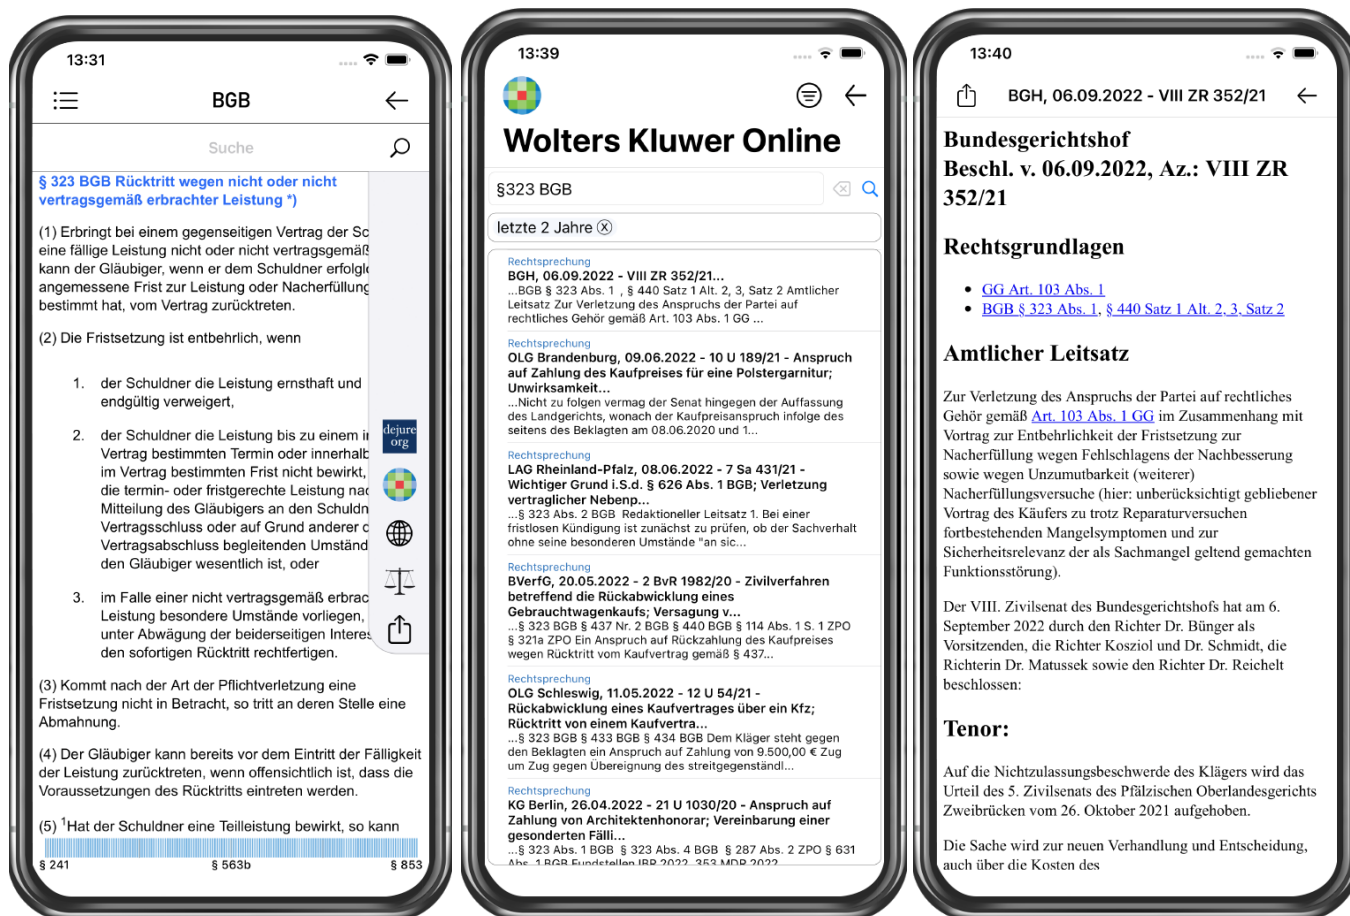 13:31
BGB
Suche
§ 323 BGB Rücktritt wegen nicht oder nicht
vertragsgemäß erbrachter Leistung *)
(1) Erbringt bei einem gegenseitigen Vertrag der Sc
eine fällige Leistung nicht oder nicht vertragsgemäß
kann der Gläubiger, wenn er dem Schuldner erfolgl
angemessene Frist zur Leistung oder Nacherfüllung
bestimmt hat, vom Vertrag zurücktreten.
(2) Die Fristsetzung ist entbehrlich, wenn
1. der Schuldner die Leistung ernsthaft und
endgültig verweigert,
2. der Schuldner die Leistung bis zu einem i
Vertrag bestimmten Termin oder innerhalb
im Vertrag bestimmten Frist nicht bewirkt,
die termin- oder fristgerechte Leistung nac
Mitteilung des Gläubigers an den Schuldn
Vertragsschluss oder auf Grund anderer d
Vertragsabschluss begleitenden Umständ
den Gläubiger wesentlich ist, oder
3. im Falle einer nicht vertragsgemäß erbrac
Leistung besondere Umstände vorliegen,
unter Abwägung der beiderseitigen Interes
den sofortigen Rücktritt rechtfertigen.
(3) Kommt nach der Art der Pflichtverletzung eine
Fristsetzung nicht in Betracht, so tritt an deren Stelle eine
Abmahnung.
(4) Der Gläubiger kann bereits vor dem Eintritt der Fälligkeit
der Leistung zurücktreten, wenn offensichtlich ist, dass die
Voraussetzungen des Rücktritts eintreten werden.
(5) ¹Hat der Schuldner eine Teilleistung bewirkt, so kann
§ 241 § 563b § 853
dejure
org
13:39
Wolters Kluwer Online
§323 BGB
letzte 2 Jahre
Rechtsprechung
BGH, 06.09.2022 - VIII ZR 352/21...
...BGB § 323 Abs. 1 , § 440 Satz 1 Alt. 2, 3, Satz 2 Amtlicher
Leitsatz Zur Verletzung des Anspruchs der Partei auf
rechtliches Gehör gemäß Art. 103 Abs. 1 GG ...
Rechtsprechung
OLG Brandenburg, 09.06.2022 - 10 U 189/21 - Anspruch
auf Zahlung des Kaufpreises für eine Polstergarnitur;
Unwirksamkeit...
...Nicht zu folgen vermag der Senat hingegen der Auffassung
des Landgerichts, wonach der Kaufpreisanspruch infolge des
seitens des Beklagten am 08.06.2020 und 1...
Rechtsprechung
LAG Rheinland-Pfalz, 08.06.2022 - 7 Sa 431/21 -
Wichtiger Grund i.S.d. § 626 Abs. 1 BGB; Verletzung
vertraglicher Nebenp...
...§ 323 Abs. 2 BGB Redaktioneller Leitsatz 1. Bei einer
fristlosen Kündigung ist zunächst zu prüfen, ob der Sachverhalt
ohne seine besonderen Umstände "an sic...
Rechtsprechung
BVerfG, 20.05.2022 - 2 BvR 1982/20 - Zivilverfahren
betreffend die Rückabwicklung eines
Gebrauchtwagenkaufs; Versagung v...
...§ 323 BGB § 437 Nr. 2 BGB § 440 BGB § 114 Abs. 1 S. 1 ZPO
§ 321a ZPO Ein Anspruch auf Rückzahlung des Kaufpreises
wegen Rücktritt vom Kaufvertrag gemäß § 437...
Rechtsprechung
OLG Schleswig, 11.05.2022 - 12 U 54/21 -
Rückabwicklung eines Kaufvertrages über ein Kfz;
Rücktritt von einem Kaufvertra...
...§ 323 BGB § 433 BGB § 434 BGB Dem Kläger steht gegen
den Beklagten ein Anspruch auf Zahlung von 9.500,00 € Zug
um Zug gegen Übereignung des streitgegenständl...
Rechtsprechung
KG Berlin, 26.04.2022 - 21 U 1030/20 - Anspruch auf
Zahlung von Architektenhonorar; Vereinbarung einer
gesonderten Fälli...
...§ 323 Abs. 1 BGB § 323 Abs. 4 BGB § 287 Abs. 2 ZPO § 631
Abs. 1 BGB Fundstellen IBR 2022, 353 MDR 2022
13:40
BGH, 06.09.2022 - VIII ZR 352/21
Bundesgerichtshof
Beschl. v. 06.09.2022, Az.: VIII ZR
352/21
Rechtsgrundlagen
• GG Art. 103 Abs. 1
• BGB § 323 Abs. 1, § 440 Satz 1 Alt. 2, 3, Satz 2
Amtlicher Leitsatz
Zur Verletzung des Anspruchs der Partei auf rechtliches
Gehör gemäß Art. 103 Abs. 1 GG im Zusammenhang mit
Vortrag zur Entbehrlichkeit der Fristsetzung zur
Nacherfüllung wegen Fehlschlagens der Nachbesserung
sowie wegen Unzumutbarkeit (weiterer)
Nacherfüllungsversuche (hier: unberücksichtigt gebliebener
Vortrag des Käufers zu trotz Reparaturversuchen
fortbestehenden Mangelsymptomen und zur
Sicherheitsrelevanz der als Sachmangel geltend gemachten
Funktionsstörung).
Der VIII. Zivilsenat des Bundesgerichtshofs hat am 6.
September 2022 durch den Richter Dr. Bünger als
Vorsitzenden, die Richter Kosziol und Dr. Schmidt, die
Richterin Dr. Matussek sowie den Richter Dr. Reichelt
beschlossen:
Tenor:
Auf die Nichtzulassungsbeschwerde des Klägers wird das
Urteil des 5. Zivilsenats des Pfälzischen Oberlandesgerichts
Zweibrücken vom 26. Oktober 2021 aufgehoben.
Die Sache wird zur neuen Verhandlung und Entscheidung,
auch über die Kosten des